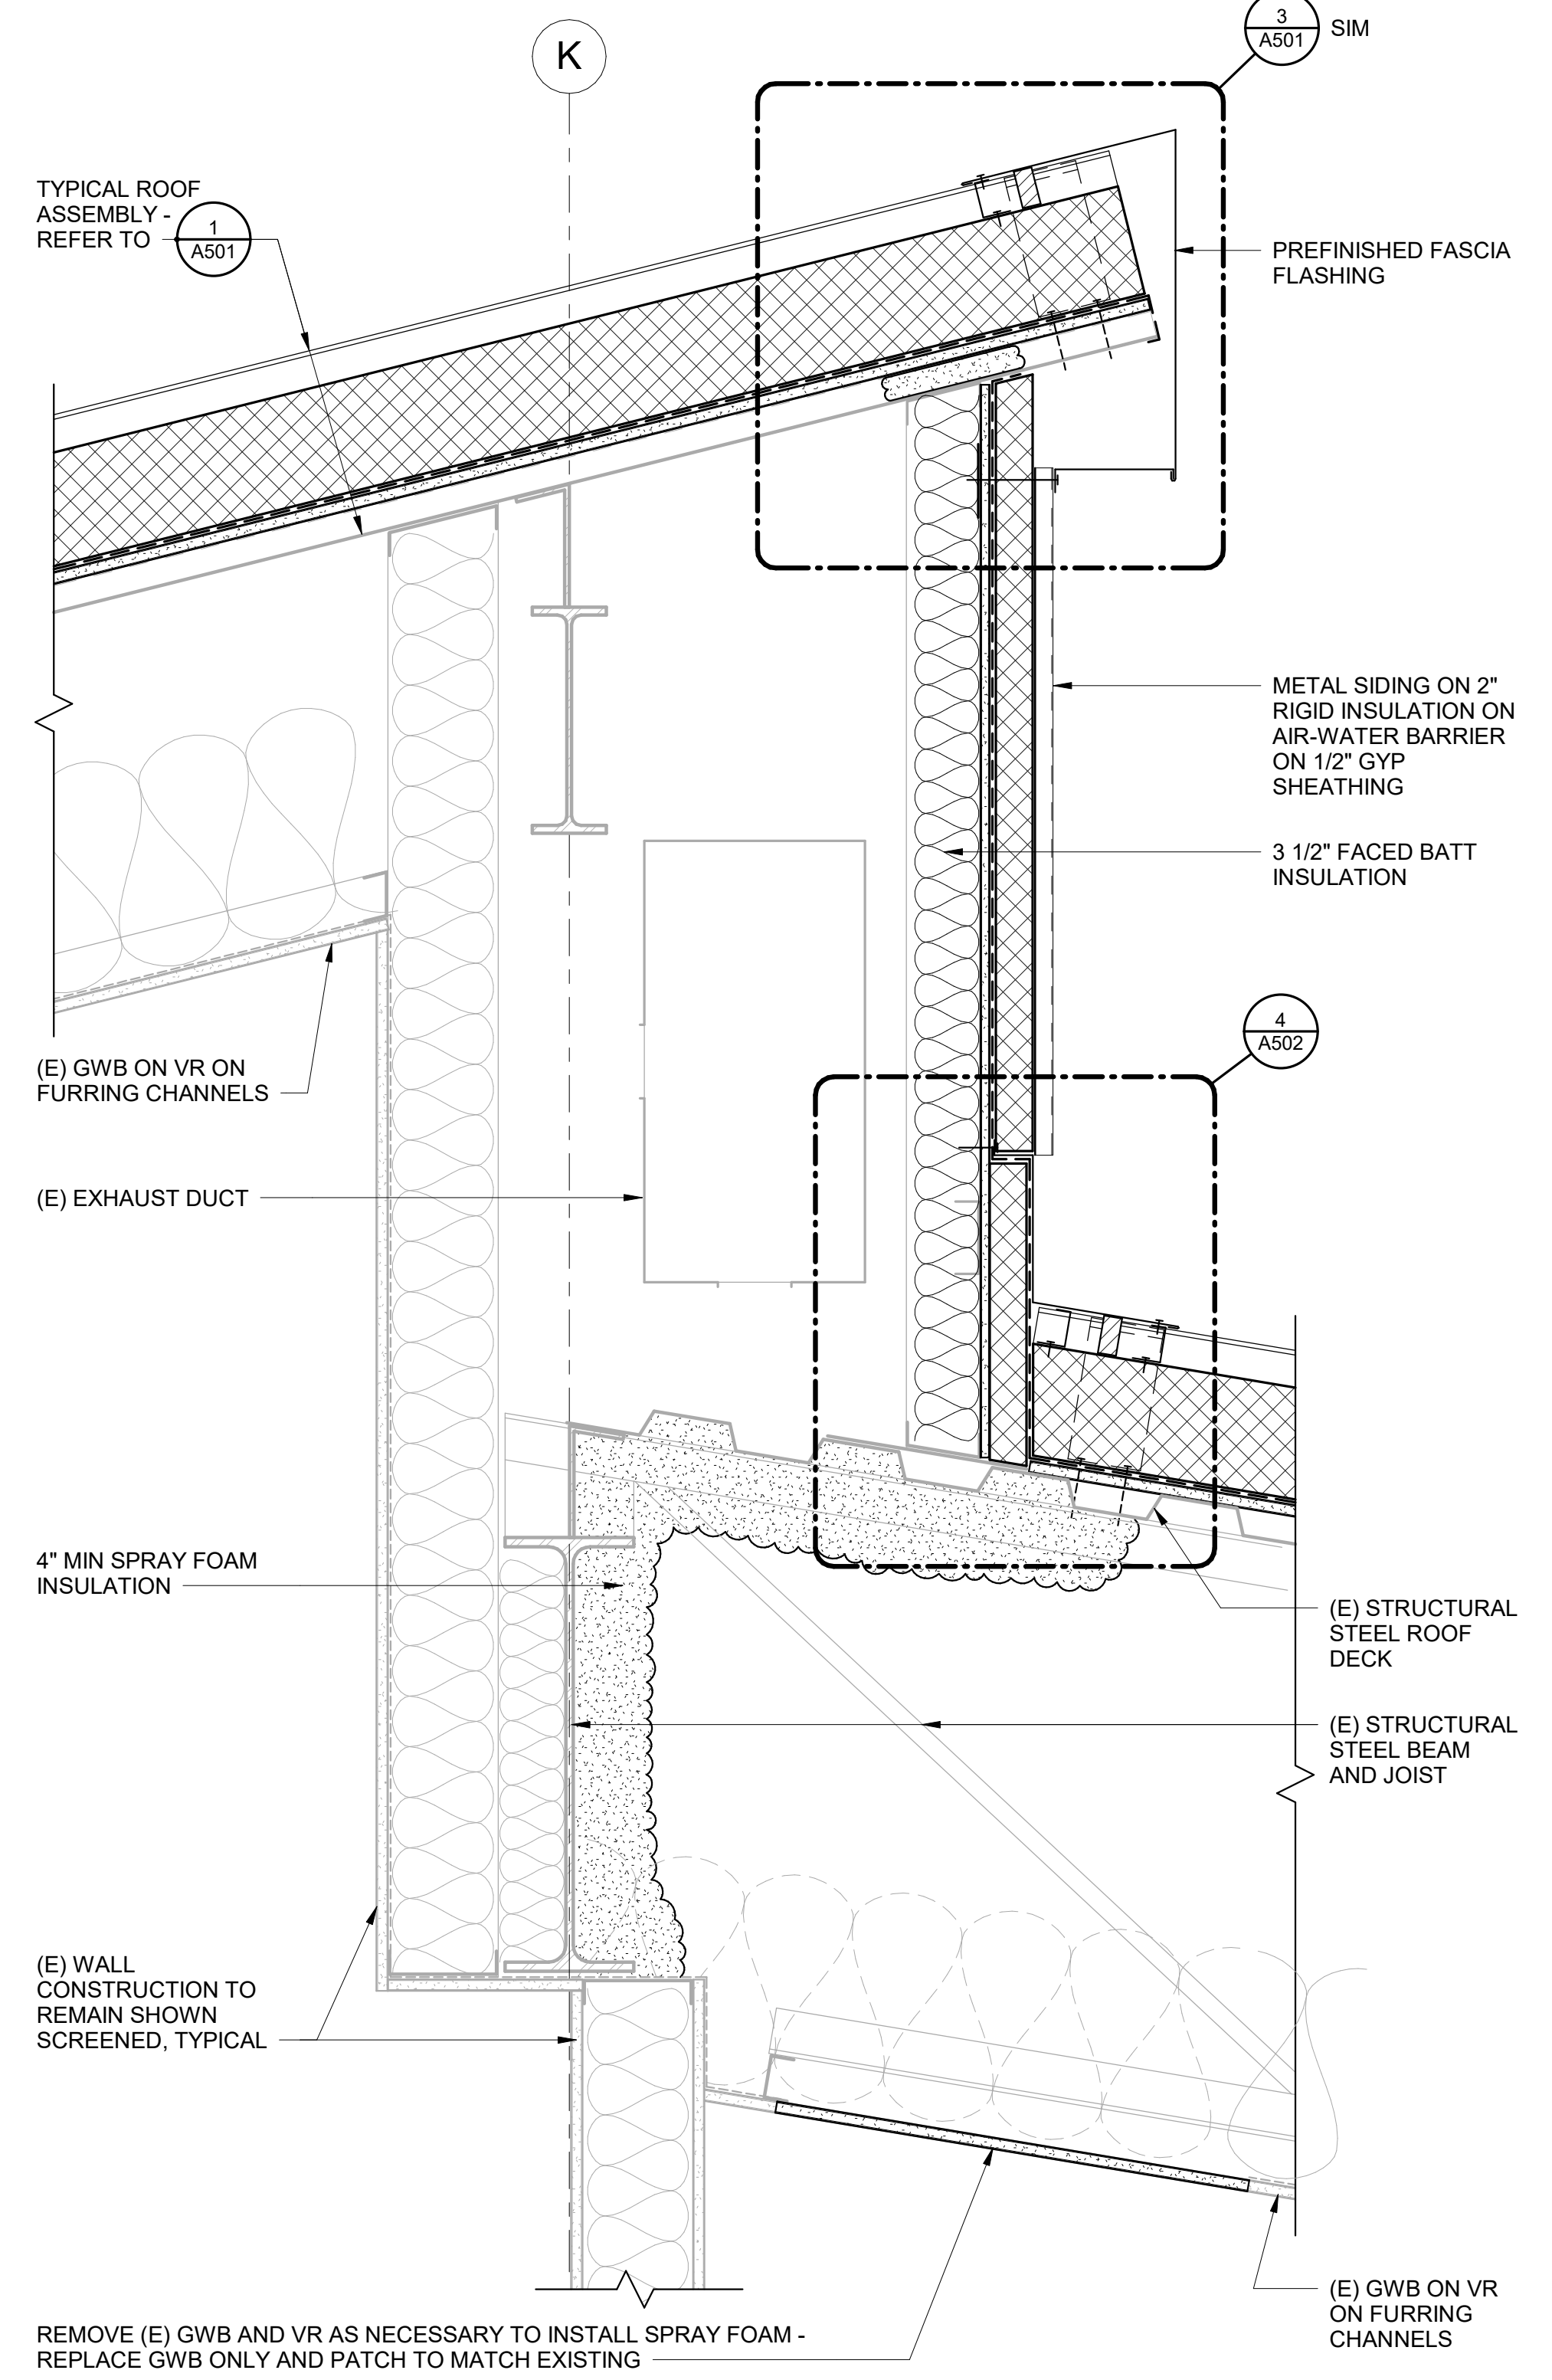 3
A501
SIM
K
TYPICAL ROOF
ASSEMBLY -
REFER TO
1
A501
PREFINISHED FASCIA
FLASHING
METAL SIDING ON 2"
RIGID INSULATION ON
AIR-WATER BARRIER
ON 1/2" GYP
SHEATHING
3 1/2" FACED BATT
INSULATION
4
A502
(E) GWB ON VR ON
FURRING CHANNELS
(E) EXHAUST DUCT
4" MIN SPRAY FOAM
INSULATION
(E) STRUCTURAL
STEEL ROOF
DECK
(E) STRUCTURAL
STEEL BEAM
AND JOIST
(E) WALL
CONSTRUCTION TO
REMAIN SHOWN
SCREENED, TYPICAL
(E) GWB ON VR
ON FURRING
CHANNELS
REMOVE (E) GWB AND VR AS NECESSARY TO INSTALL SPRAY FOAM -
REPLACE GWB ONLY AND PATCH TO MATCH EXISTING